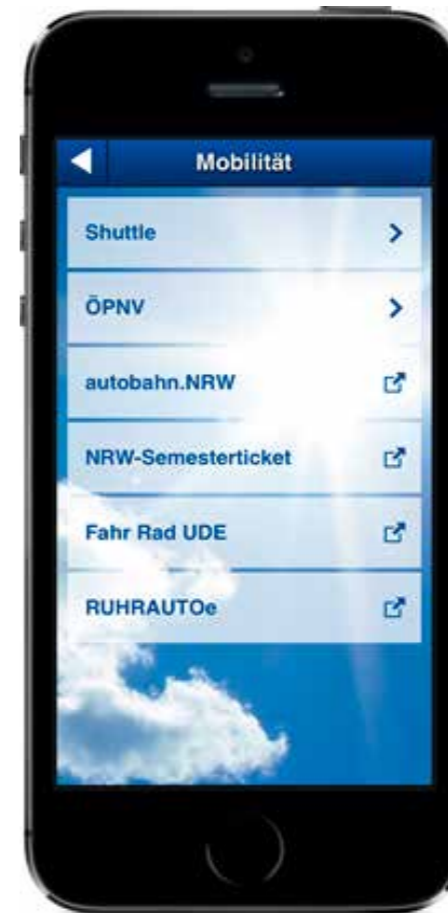 Mobilität
Shuttle
ÖPNV
autobahn.NRW
NRW-Semesterticket
Fahr Rad UDE
RUHRAUTOe